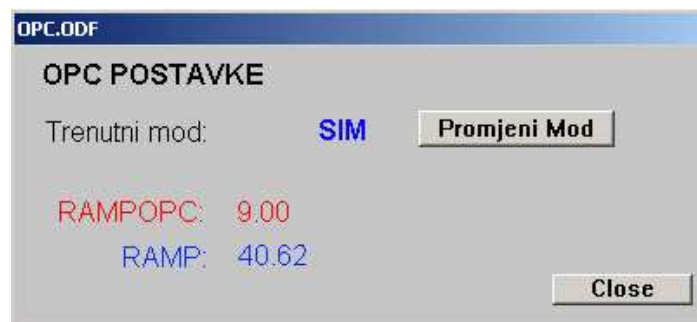 OPC.ODF
OPC POSTAVKE
Trenutni mod: SIM Promjeni Mod
RAMPOPC: 9.00
RAMP: 40.62
Close